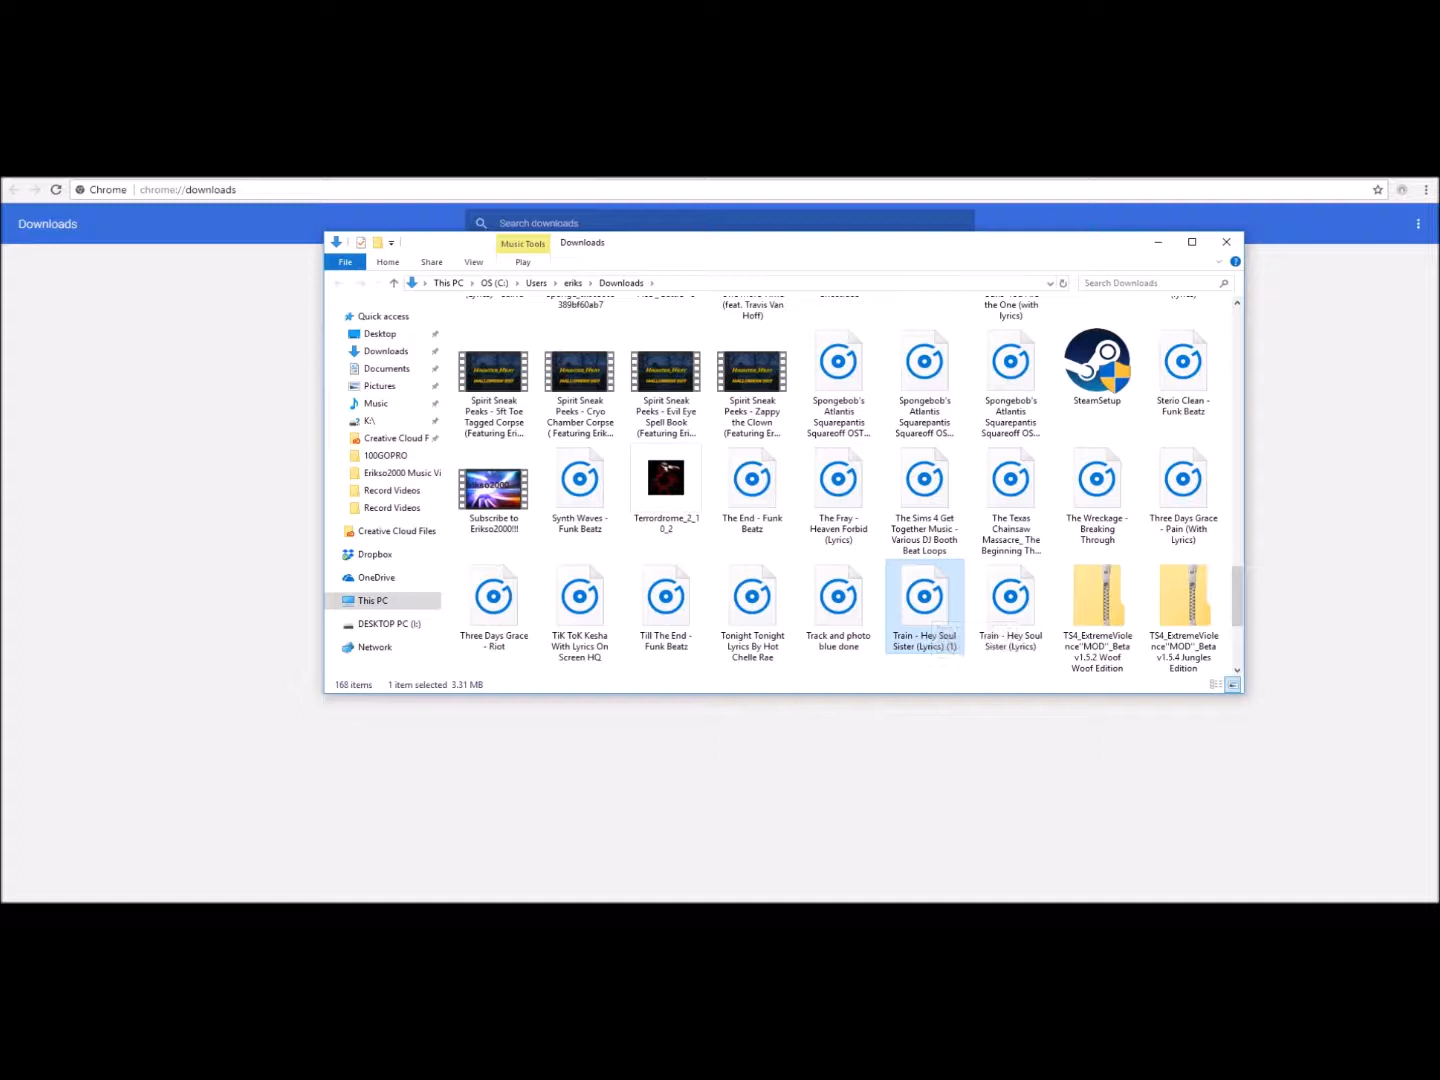 Chrome
chrome://downloads
Downloads
Search downloads
Music Tools
Downloads
File
Home
Share
View
Play
This PC
OS (C:)
Users
eriks
Downloads
Search Downloads
Quick access
Desktop
Downloads
Documents
Pictures
Music
K:\
Creative Cloud F
100GOPRO
Erikso2000 Music Vi
Record Videos
Record Videos
Creative Cloud Files
Dropbox
OneDrive
This PC
DESKTOP PC (I:)
Network
389bf60ab7
(feat. Travis Van
Hoff)
the One (with
lyrics)
Spirit Sneak
Peaks - 5ft Toe
Tagged Corpse
(Featuring Eri...
Spirit Sneak
Peeks - Cryo
Chamber Corpse
( Featuring Erik...
Spirit Sneak
Peeks - Evil Eye
Spell Book
(Featuring Eri...
Spirit Sneak
Peeks - Zappy
the Clown
(Featuring Er...
Spongebob's
Atlantis
Squarepantis
Squareoff OST...
Spongebob's
Atlantis
Squarepantis
Squareoff OS...
Spongebob's
Atlantis
Squarepantis
Squareoff OS...
SteamSetup
Sterio Clean -
Funk Beatz
Subscribe to
Erikso2000!!!
Synth Waves -
Funk Beatz
Terrordrome_2_1
0_2
The End - Funk
Beatz
The Fray -
Heaven Forbid
(Lyrics)
The Sims 4 Get
Together Music -
Various DJ Booth
Beat Loops
The Texas
Chainsaw
Massacre_ The
Beginning Th...
The Wreckage -
Breaking
Through
Three Days Grace
- Pain (With
Lyrics)
Three Days Grace
- Riot
TiK ToK Kesha
With Lyrics On
Screen HQ
Till The End -
Funk Beatz
Tonight Tonight
Lyrics By Hot
Chelle Rae
Track and photo
blue done
Train - Hey Soul
Sister (Lyrics) (1)
Train - Hey Soul
Sister (Lyrics)
TS4_ExtremeViole
nce"MOD"_Beta
v1.5.2 Woof
Woof Edition
TS4_ExtremeViole
nce"MOD"_Beta
v1.5.4 Jungles
Edition
168 items
1 item selected
3.31 MB